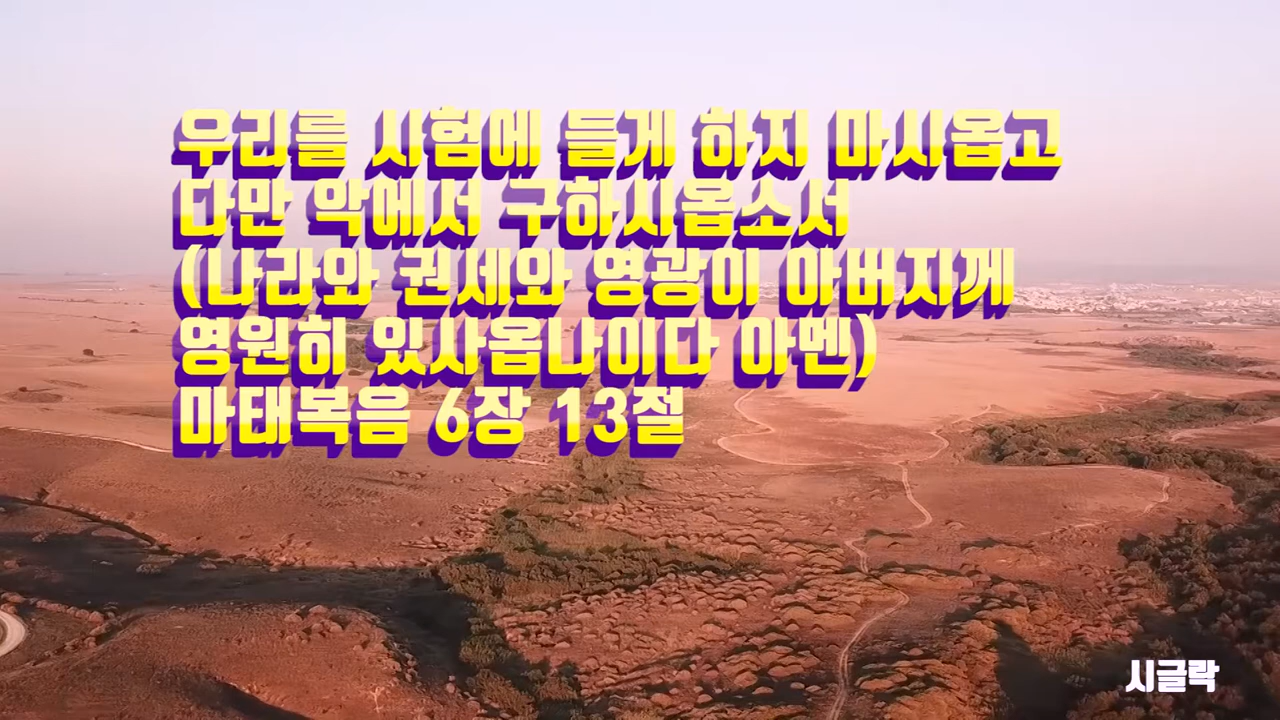 우리를 시험에 들게 하지 마시옵고
다만 악에서 구하시옵소서
(나라와 권세와 영광이 아버지께
영원히 있사옵나이다 아멘)
마태복음 6장 13절
시글락